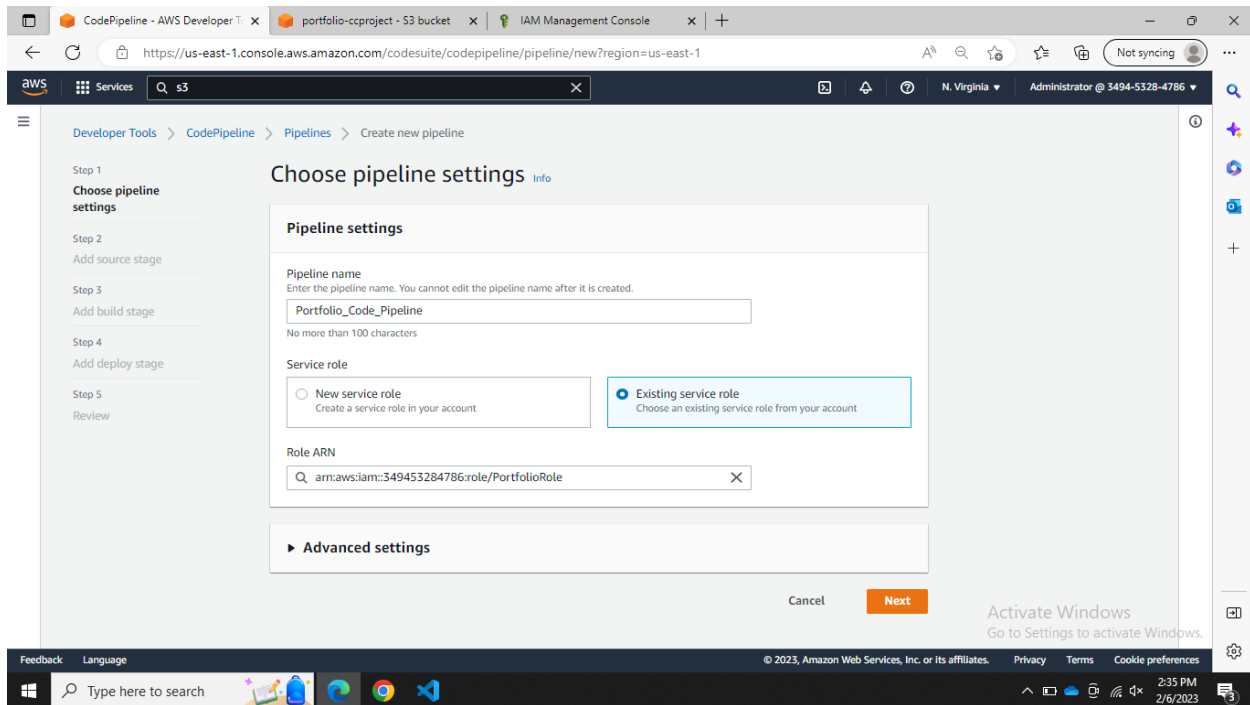 CodePipeline - AWS Developer T
portfolio-ccproject - S3 bucket
IAM Management Console
https://us-east-1.console.aws.amazon.com/codesuite/codepipeline/pipeline/new?region=us-east-1
Not syncing
aws
Services
s3
N. Virginia
Administrator @ 3494-5328-4786
Developer Tools > CodePipeline > Pipelines > Create new pipeline
Step 1
Choose pipeline
settings
Step 2
Add source stage
Step 3
Add build stage
Step 4
Add deploy stage
Step 5
Review
Choose pipeline settings Info
Pipeline settings
Pipeline name
Enter the pipeline name. You cannot edit the pipeline name after it is created.
Portfolio_Code_Pipeline
No more than 100 characters
Service role
New service role
Create a service role in your account
Existing service role
Choose an existing service role from your account
Role ARN
arn:aws:iam::349453284786:role/PortfolioRole
Advanced settings
Cancel
Next
Activate Windows
Go to Settings to activate Windows.
Feedback
Language
© 2023, Amazon Web Services, Inc. or its affiliates.
Privacy
Terms
Cookie preferences
Type here to search
2:35 PM
2/6/2023
3